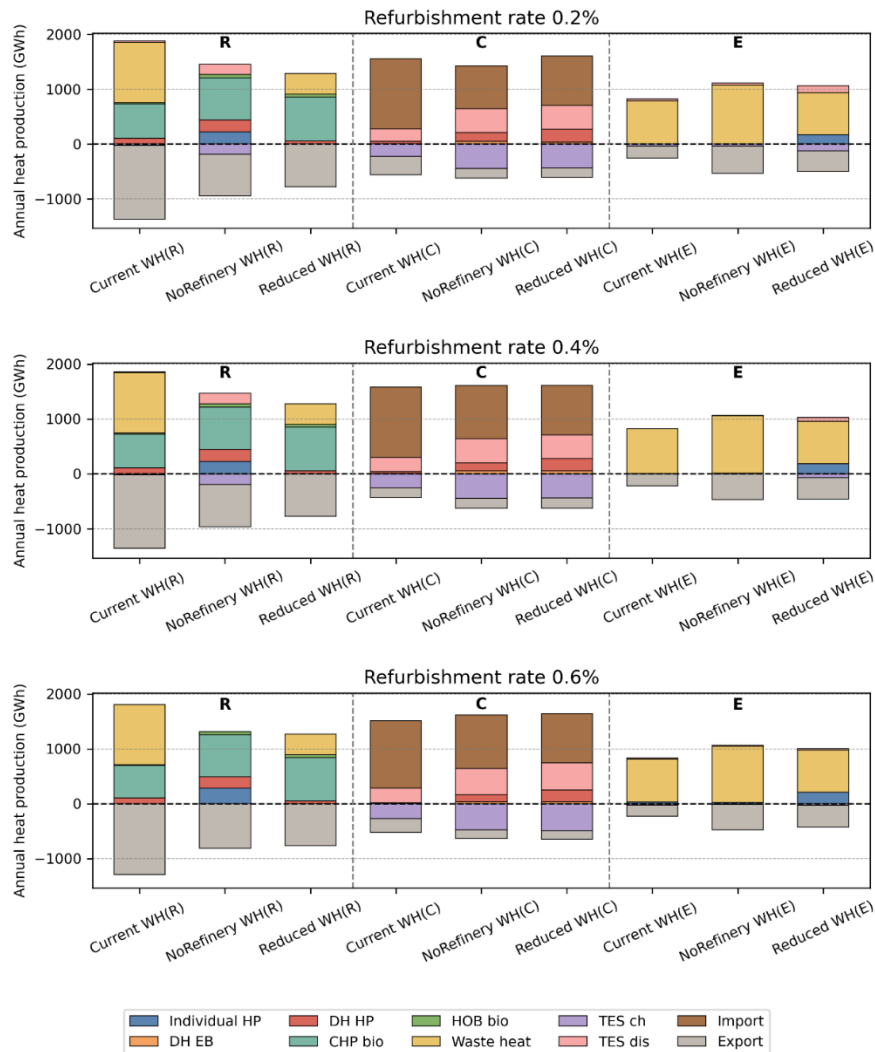 Refurbishment rate 0.2%
Annual heat production (GWh)
2000
1000
0
−1000
R
C
E
Current WH(R)
NoRefinery WH(R)
Reduced WH(R)
Current WH(C)
NoRefinery WH(C)
Reduced WH(C)
Current WH(E)
NoRefinery WH(E)
Reduced WH(E)
Refurbishment rate 0.4%
Annual heat production (GWh)
2000
1000
0
−1000
R
C
E
Current WH(R)
NoRefinery WH(R)
Reduced WH(R)
Current WH(C)
NoRefinery WH(C)
Reduced WH(C)
Current WH(E)
NoRefinery WH(E)
Reduced WH(E)
Refurbishment rate 0.6%
Annual heat production (GWh)
2000
1000
0
−1000
R
C
E
Current WH(R)
NoRefinery WH(R)
Reduced WH(R)
Current WH(C)
NoRefinery WH(C)
Reduced WH(C)
Current WH(E)
NoRefinery WH(E)
Reduced WH(E)
Individual HP
DH HP
HOB bio
TES ch
Import
DH EB
CHP bio
Waste heat
TES dis
Export